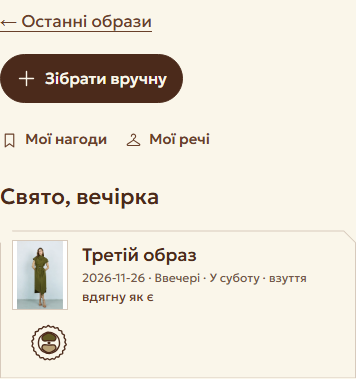 ← Останні образи
+ Зібрати вручну
Мої нагоди Мої речі
Свято, вечірка
Третій образ
2026-11-26 · Ввечері · У суботу · взуття
вдягну як є